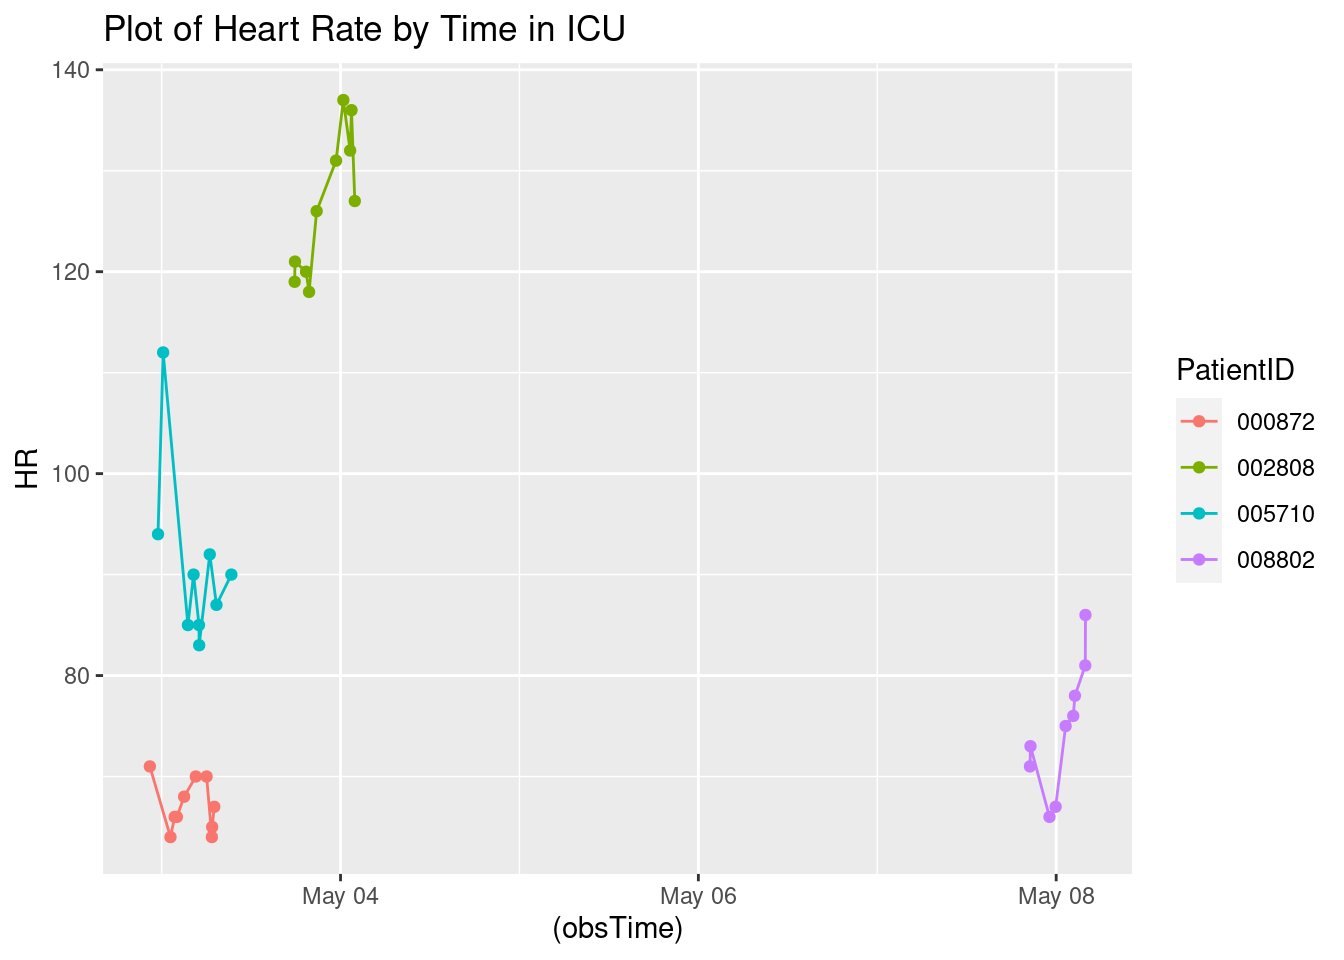 Plot of Heart Rate by Time in ICU
140
120
100
80
HR
May 04
May 06
May 08
(obsTime)
PatientID
000872
002808
005710
008802